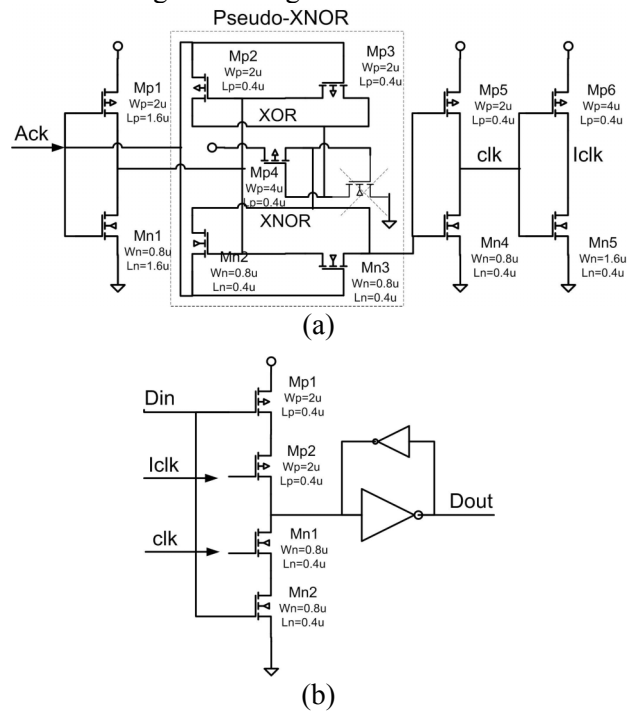 Pseudo-XNOR
Mp1
Wp=2u
Lp=1.6u
Mp2
Wp=2u
Lp=0.4u
Mp3
Wp=2u
Lp=0.4u
Mp5
Wp=2u
Lp=0.4u
Mp6
Wp=4u
Lp=0.4u
XOR
Ack
Mp4
Wp=4u
Lp=0.4u
clk
Iclk
XNOR
Mn1
Wn=0.8u
Ln=1.6u
Mn2
Wn=0.8u
Ln=0.4u
Mn3
Wn=0.8u
Ln=0.4u
Mn4
Wn=0.8u
Ln=0.4u
Mn5
Wn=1.6u
Ln=0.4u
(a)
Din
Mp1
Wp=2u
Lp=0.4u
Iclk
Mp2
Wp=2u
Lp=0.4u
Dout
clk
Mn1
Wn=0.8u
Ln=0.4u
Mn2
Wn=0.8u
Ln=0.4u
(b)